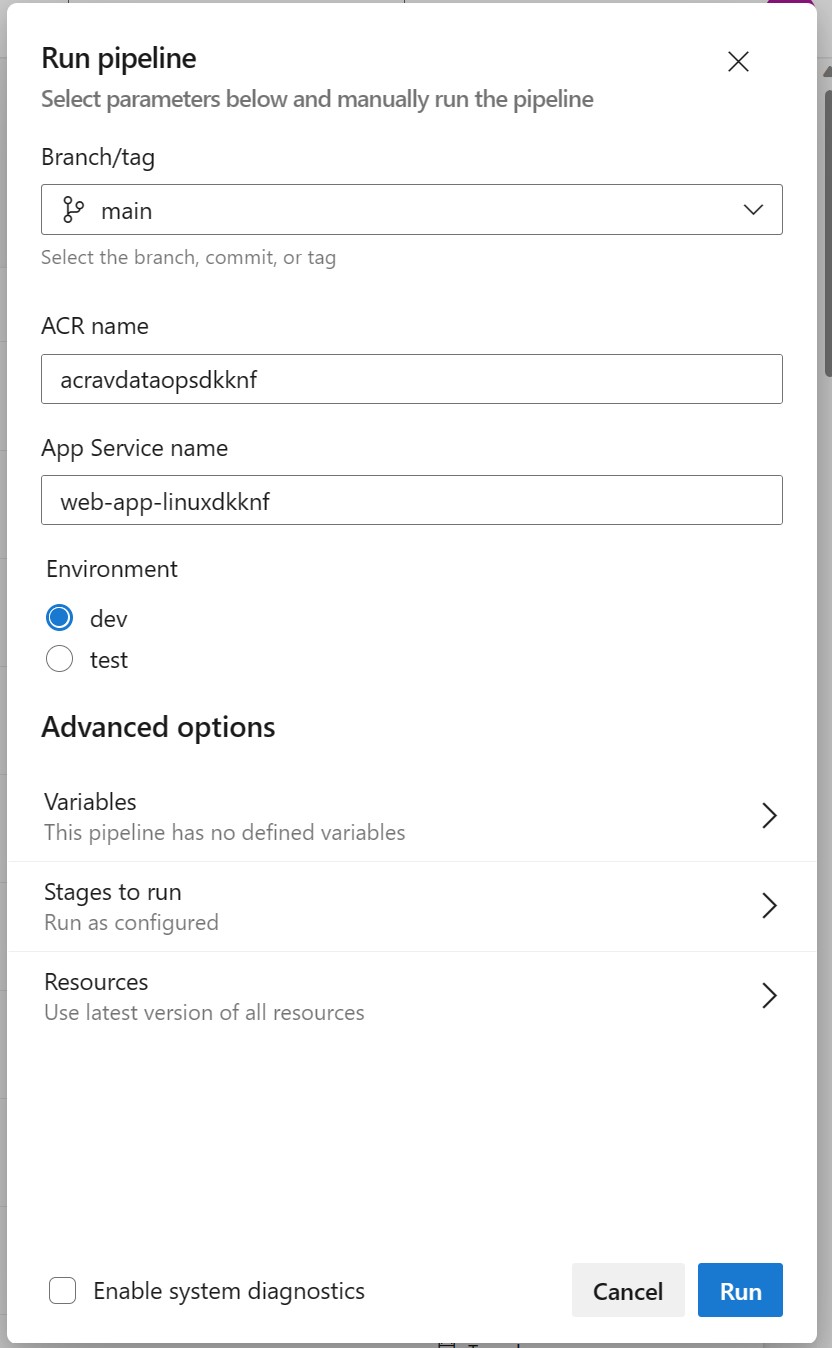 Run pipeline
Select parameters below and manually run the pipeline
Branch/tag
main
Select the branch, commit, or tag
ACR name
acravdataopsdkknf
App Service name
web-app-linuxdkknf
Environment
dev
test
Advanced options
Variables
This pipeline has no defined variables
Stages to run
Run as configured
Resources
Use latest version of all resources
Enable system diagnostics
Cancel
Run